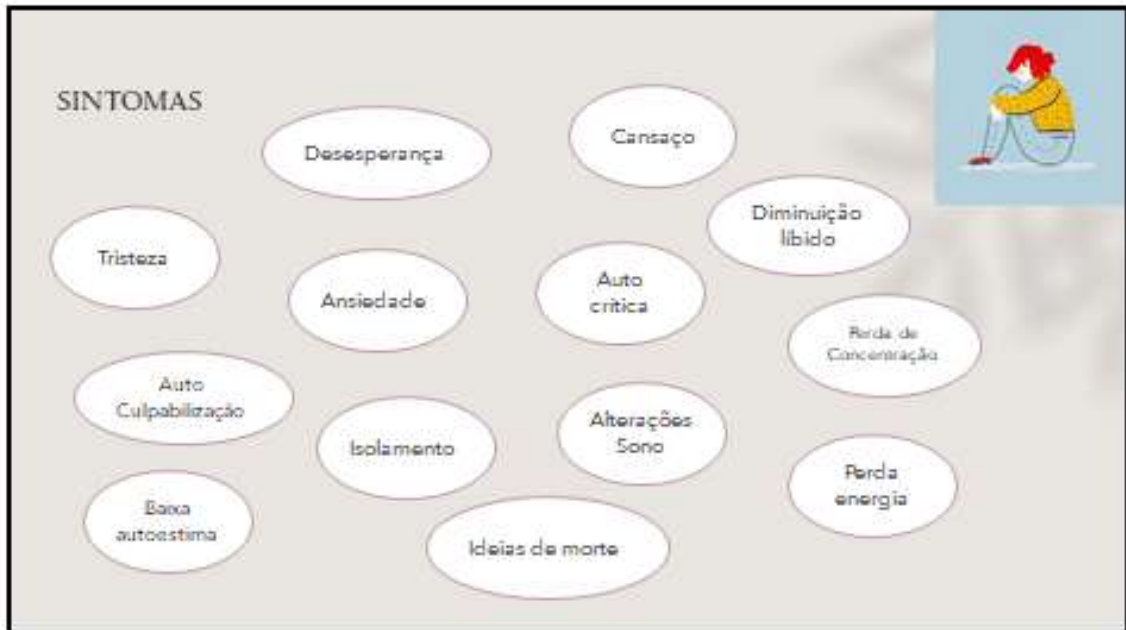 SINTOMAS
Desesperança
Cansaço
Diminuição
líbido
Tristeza
Ansiedade
Auto
crítica
Perda de
Concentração
Auto
Culpabilização
Isolamento
Alterações
Sono
Perda
energia
Baixa
autoestima
Ideias de morte